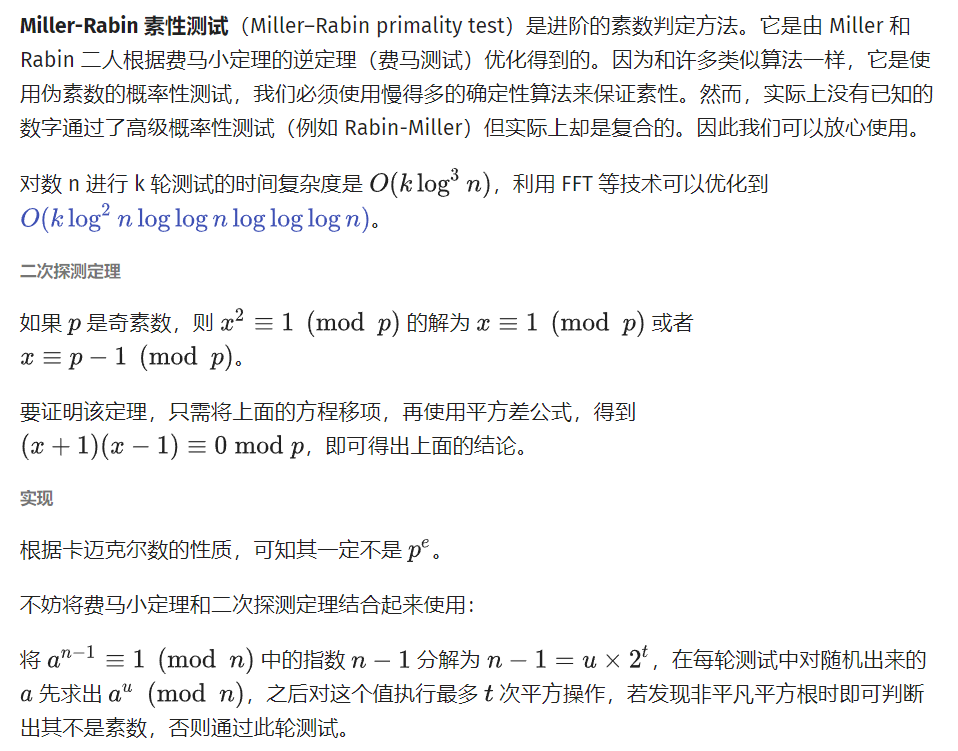 Miller-Rabin 素性测试（Miller–Rabin primality test）是进阶的素数判定方法。它是由 Miller 和
Rabin 二人根据费马小定理的逆定理（费马测试）优化得到的。因为和许多类似算法一样，它是使
用伪素数的概率性测试，我们必须使用慢得多的确定性算法来保证素性。然而，实际上没有已知的
数字通过了高级概率性测试（例如 Rabin-Miller）但实际上却是复合的。因此我们可以放心使用。
对数 n 进行 k 轮测试的时间复杂度是 $O(k \log^3 n)$，利用 FFT 等技术可以优化到
$O(k \log^2 n \log \log n \log \log \log n)$。
二次探测定理
如果 $p$ 是奇素数，则 $x^2 \equiv 1 \pmod p$ 的解为 $x \equiv 1 \pmod p$ 或者
$x \equiv p - 1 \pmod p$。
要证明该定理，只需将上面的方程移项，再使用平方差公式，得到
$(x + 1)(x - 1) \equiv 0 \bmod p$，即可得出上面的结论。
实现
根据卡迈克尔数的性质，可知其一定不是 $p^e$。
不妨将费马小定理和二次探测定理结合起来使用：
将 $a^{n-1} \equiv 1 \pmod n$ 中的指数 $n - 1$ 分解为 $n - 1 = u \times 2^t$，在每轮测试中对随机出来的
$a$ 先求出 $a^u \pmod n$，之后对这个值执行最多 $t$ 次平方操作，若发现非平凡平方根时即可判断
出其不是素数，否则通过此轮测试。